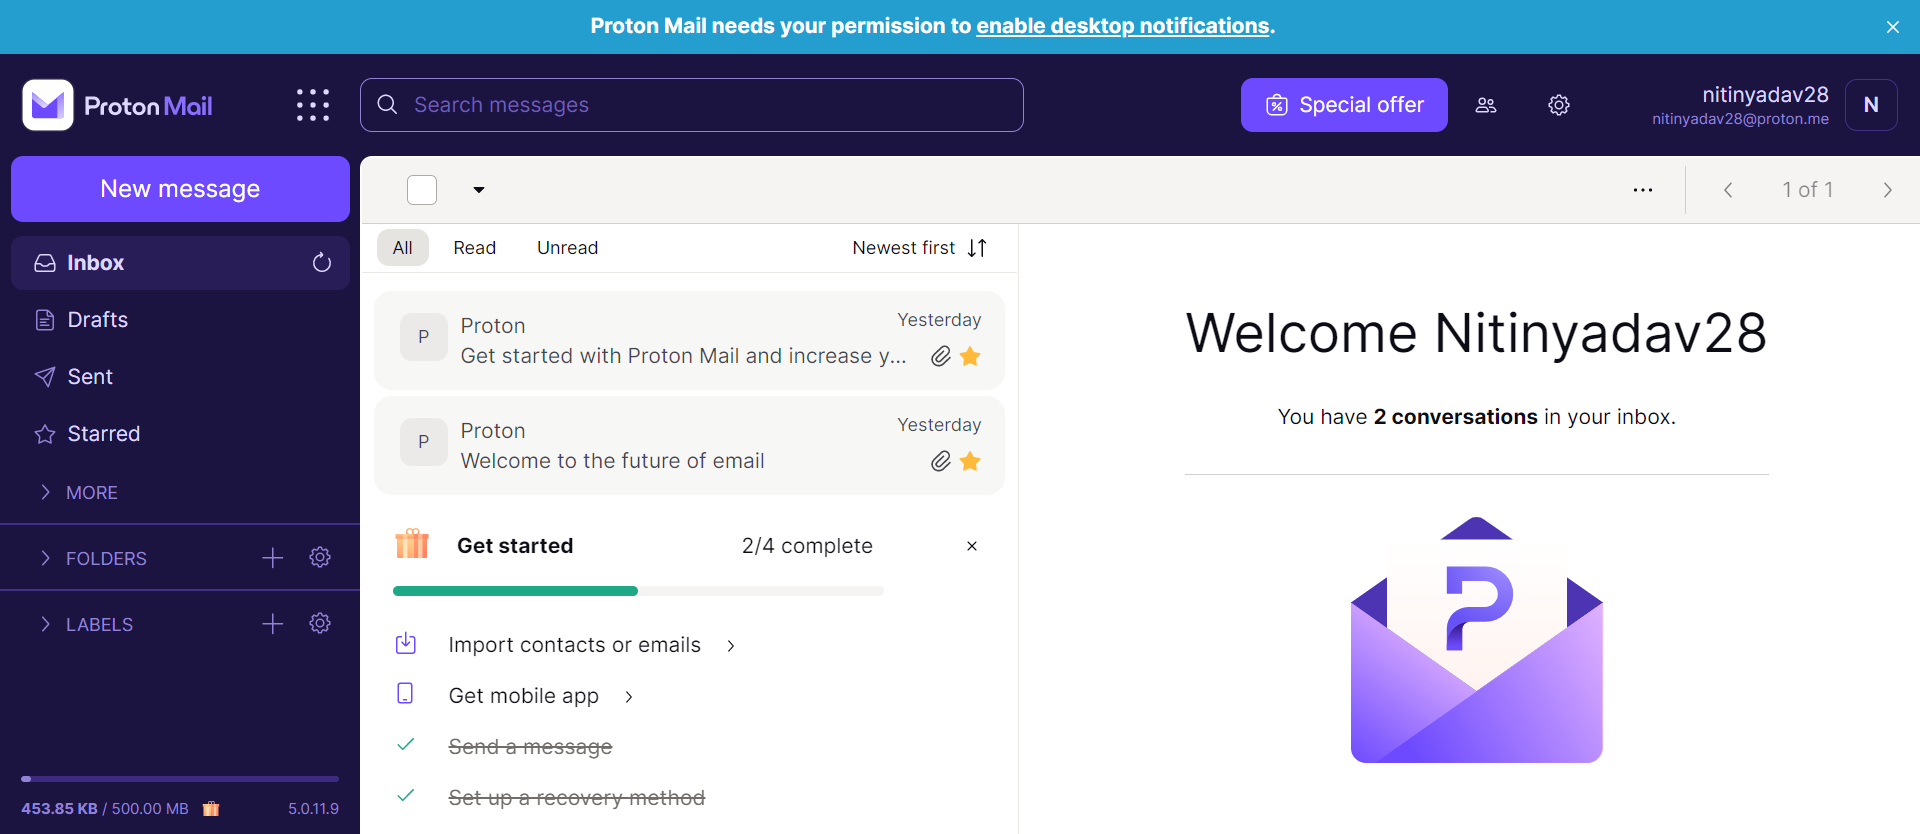 Proton Mail needs your permission to enable desktop notifications.
Proton Mail
Search messages
Special offer
nitinyadav28
nitinyadav28@proton.me
N
New message
Inbox
Drafts
Sent
Starred
MORE
FOLDERS
LABELS
453.85 KB / 500.00 MB
5.0.11.9
1 of 1
All
Read
Unread
Newest first
P
Proton
Yesterday
Get started with Proton Mail and increase y...
P
Proton
Yesterday
Welcome to the future of email
Get started
2/4 complete
Import contacts or emails
Get mobile app
Send a message
Set up a recovery method
Welcome Nitinyadav28
You have 2 conversations in your inbox.